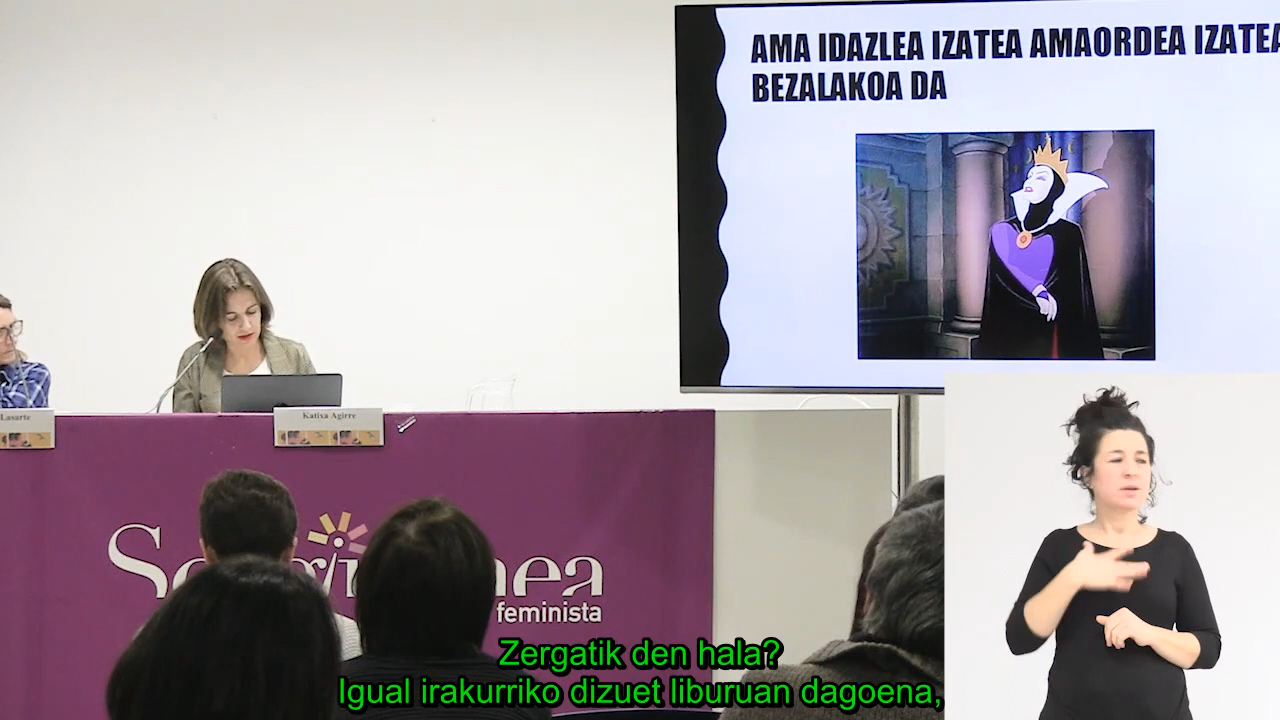 AMA IDAZLEA IZATEA AMAORDEA IZATEA
BEZALAKOA DA
Lasarte
Katixa Agirre
feminista
Zergatik den hala?
Igual irakurriko dizuet liburuan dagoena,